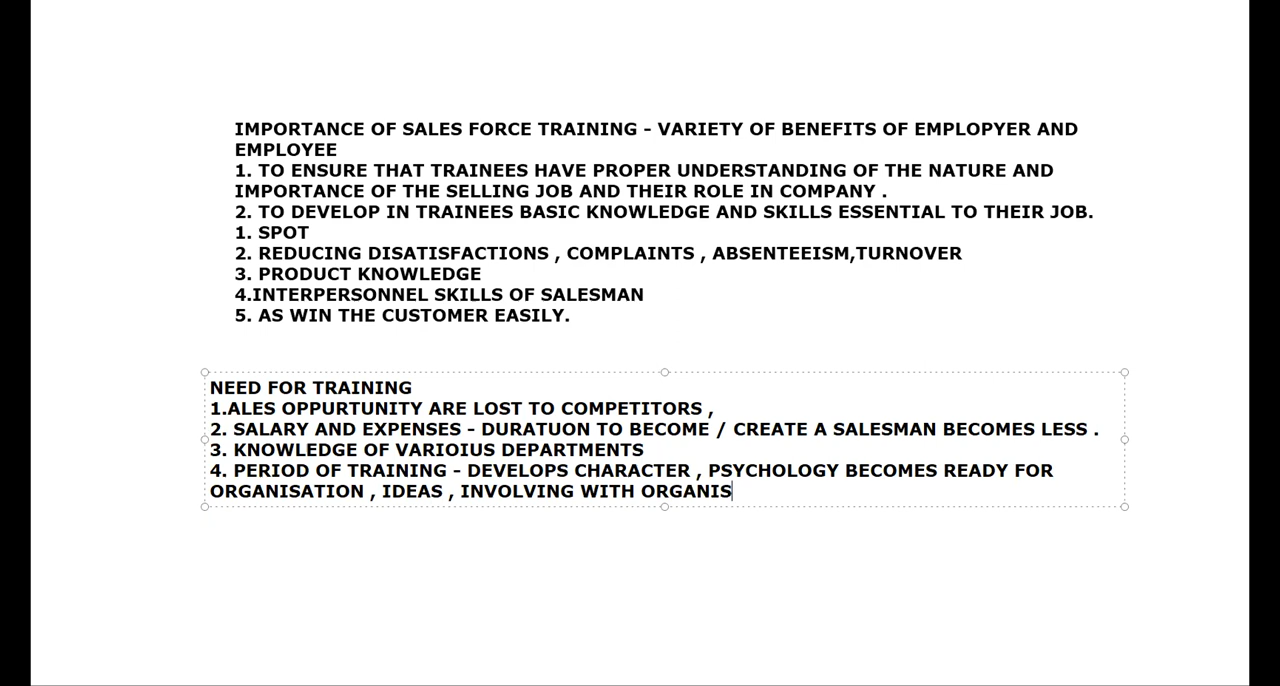 IMPORTANCE OF SALES FORCE TRAINING - VARIETY OF BENEFITS OF EMPLOPYER AND
EMPLOYEE
1. TO ENSURE THAT TRAINEES HAVE PROPER UNDERSTANDING OF THE NATURE AND
IMPORTANCE OF THE SELLING JOB AND THEIR ROLE IN COMPANY .
2. TO DEVELOP IN TRAINEES BASIC KNOWLEDGE AND SKILLS ESSENTIAL TO THEIR JOB.
1. SPOT
2. REDUCING DISATISFACTIONS , COMPLAINTS , ABSENTEEISM,TURNOVER
3. PRODUCT KNOWLEDGE
4.INTERPERSONNEL SKILLS OF SALESMAN
5. AS WIN THE CUSTOMER EASILY.
NEED FOR TRAINING
1.ALES OPPURTUNITY ARE LOST TO COMPETITORS ,
2. SALARY AND EXPENSES - DURATUON TO BECOME / CREATE A SALESMAN BECOMES LESS .
3. KNOWLEDGE OF VARIOIUS DEPARTMENTS
4. PERIOD OF TRAINING - DEVELOPS CHARACTER , PSYCHOLOGY BECOMES READY FOR
ORGANISATION , IDEAS , INVOLVING WITH ORGANIS